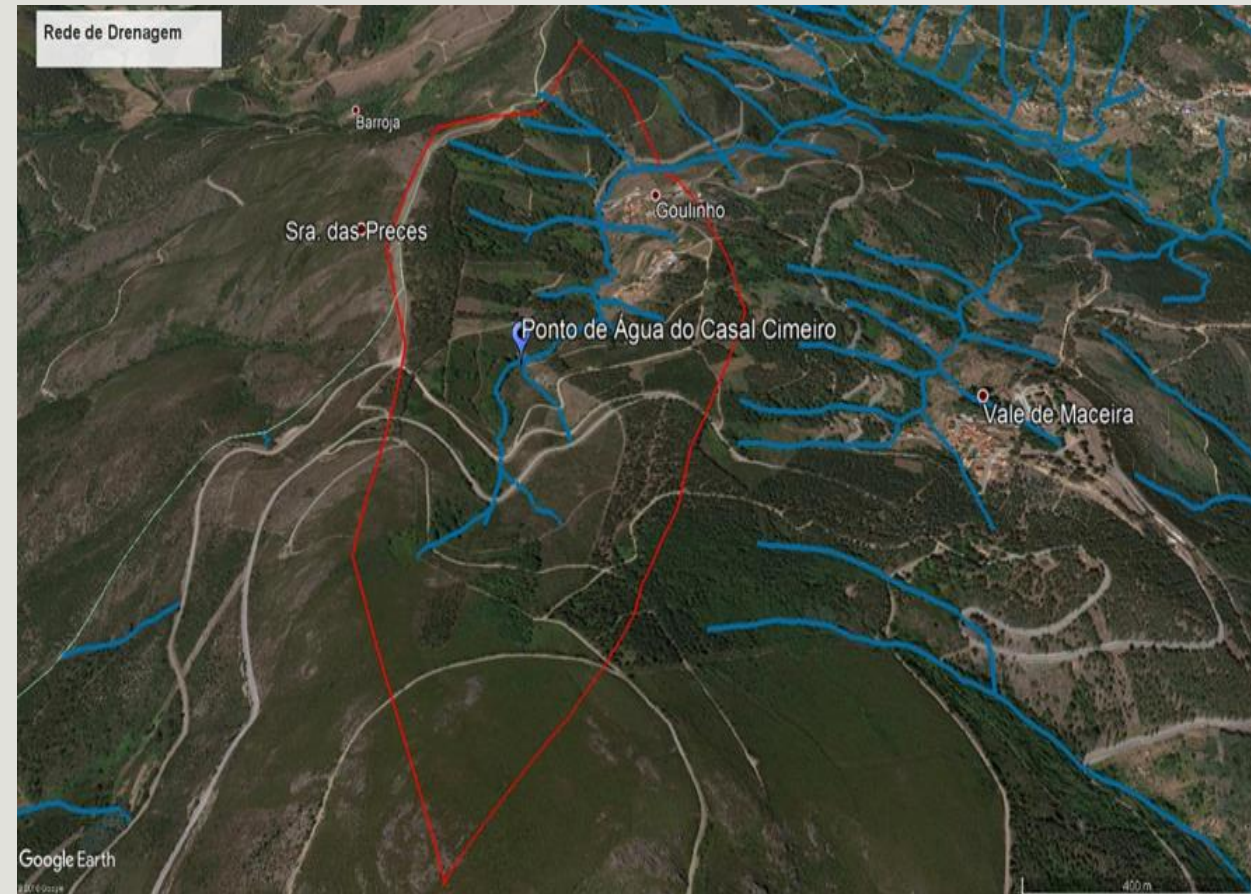 Rede de Drenagem
Barroja
Goulinho
Sra. das Preces
Ponto de Água do Casal Cimeiro
Vale de Maceira
Google Earth
400 m